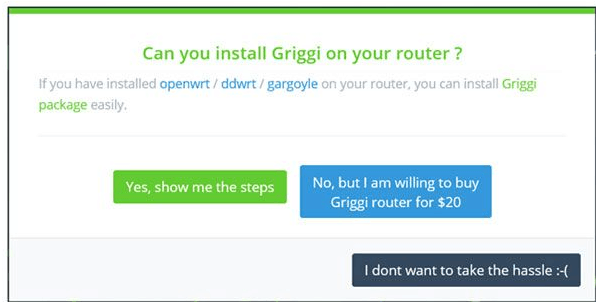 Can you install Griggi on your router ?
If you have installed openwrt / ddwrt / gargoyle on your router, you can install Griggi
package easily.
Yes, show me the steps
No, but I am willing to buy
Griggi router for $20
I dont want to take the hassle :-(